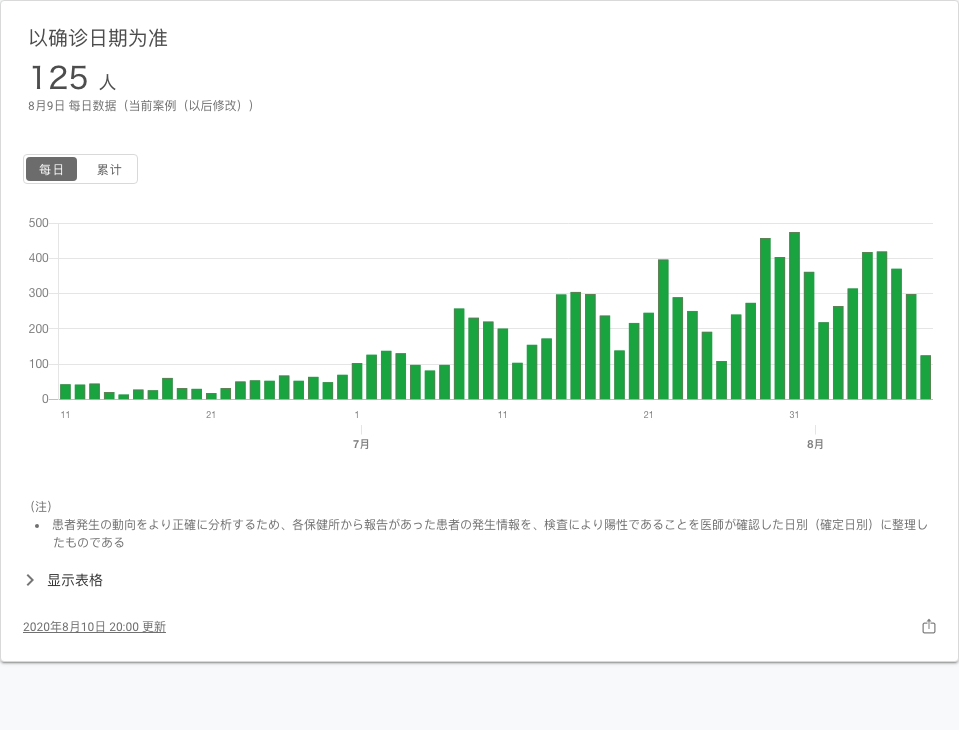 以确诊日期为准
125 人
8月9日 每日数据（当前案例（以后修改））
每日 累计
500
400
300
200
100
0
11 21 1 11 21 31
7月 8月
（注）
• 患者発生の動向をより正確に分析するため、各保健所から報告があった患者の発生情報を、検査により陽性であることを医師が確認した日別（確定日別）に整理し
たものである
显示表格
2020年8月10日 20:00 更新